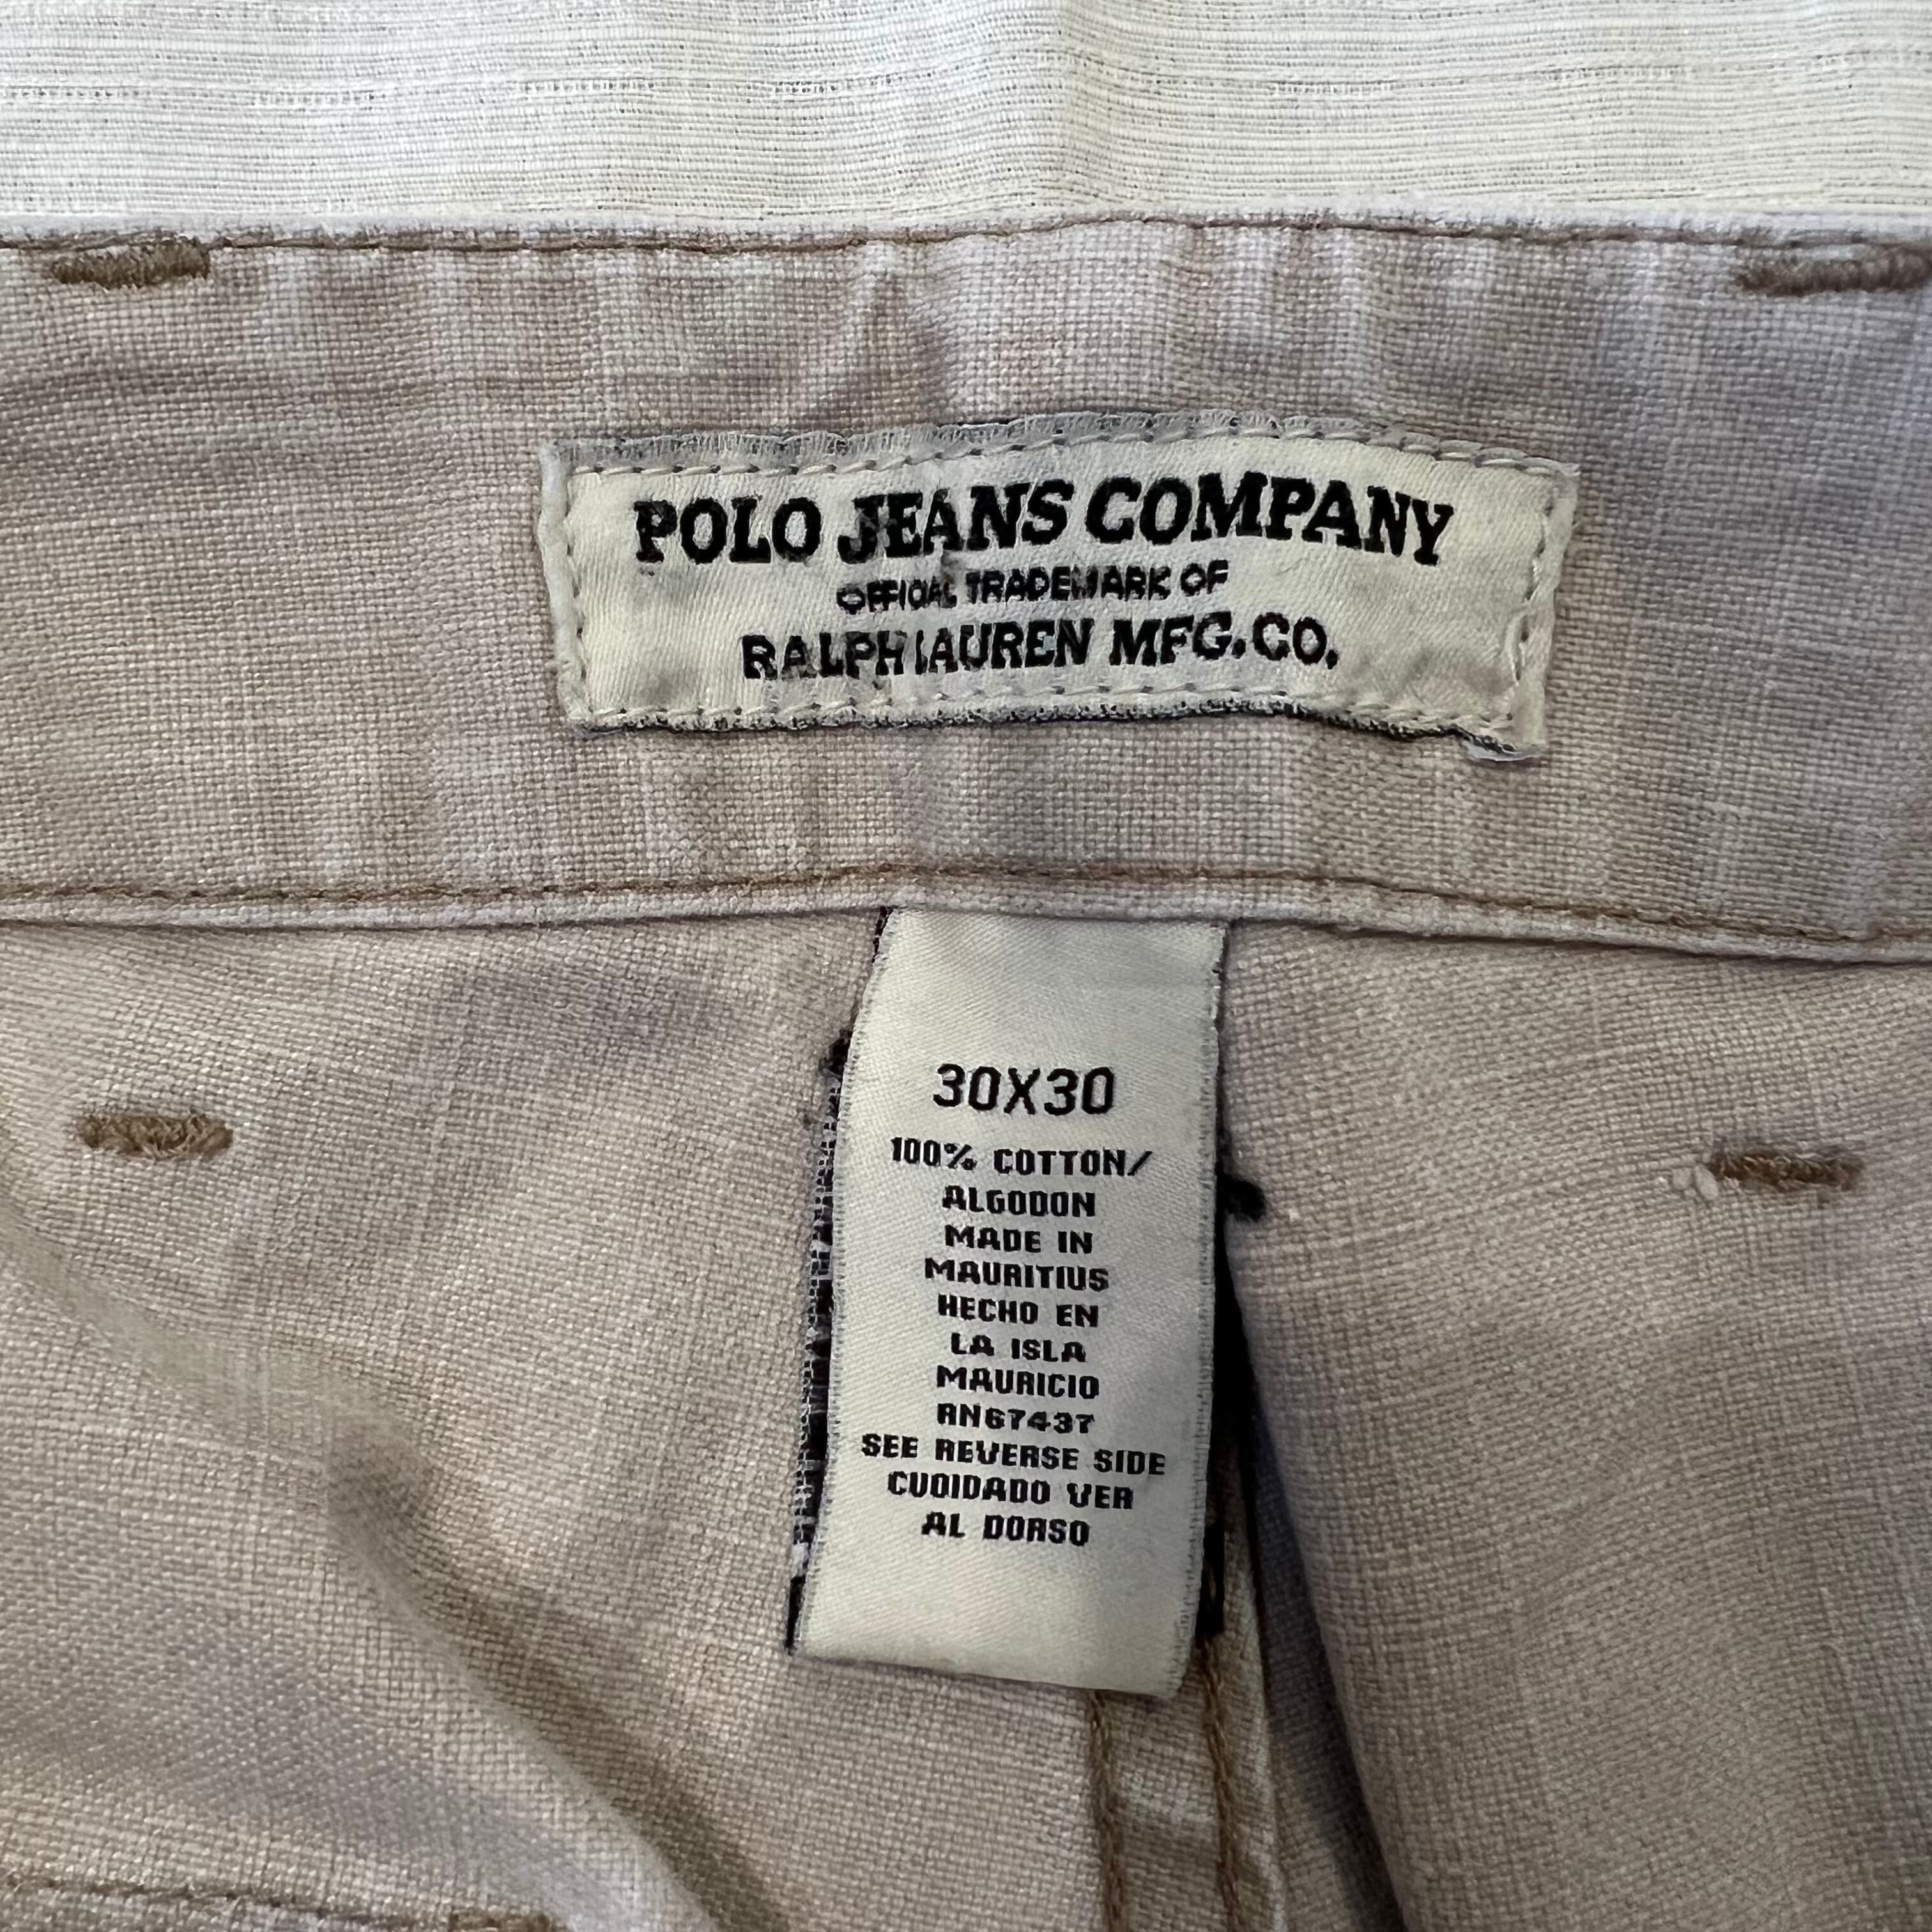 POLO JEANS COMPANY
OFFICIAL TRADEMARK OF
RALPH LAUREN MFG.CO.
30X30
100% COTTON/
ALGODON
MADE IN
MAURITIUS
HECHO EN
LA ISLA
MAURICIO
RN67437
SEE REVERSE SIDE
CUOIDADO VER
AL DORSO